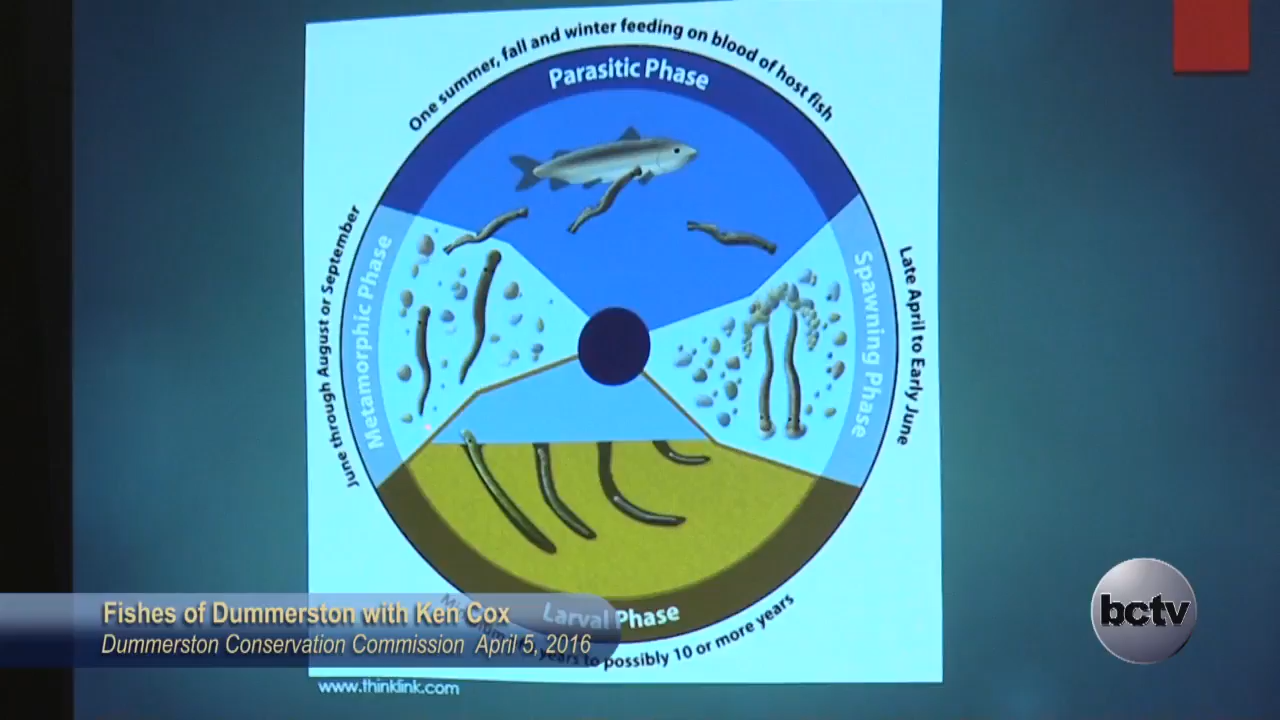 One summer, fall and winter feeding on blood of host fish
Parasitic Phase
June through August or September
Metamorphic Phase
Spawning Phase
Late April to Early June
Larval Phase
years to possibly 10 or more years
www.thinklink.com
Fishes of Dummerston with Ken Cox
Dummerston Conservation Commission April 5, 2016
bctv